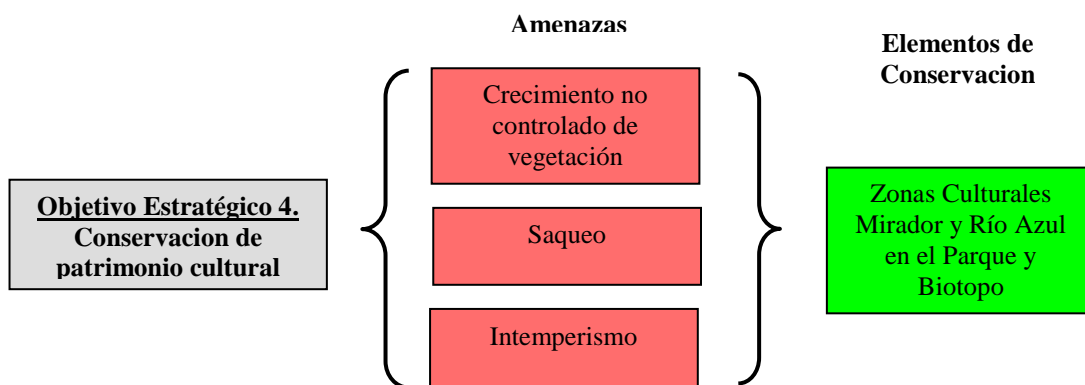 Amenazas
Elementos de
Conservacion
Crecimiento no
controlado de
vegetación
Objetivo Estratégico 4.
Conservacion de
patrimonio cultural
Saqueo
Zonas Culturales
Mirador y Río Azul
en el Parque y
Biotopo
Intemperismo